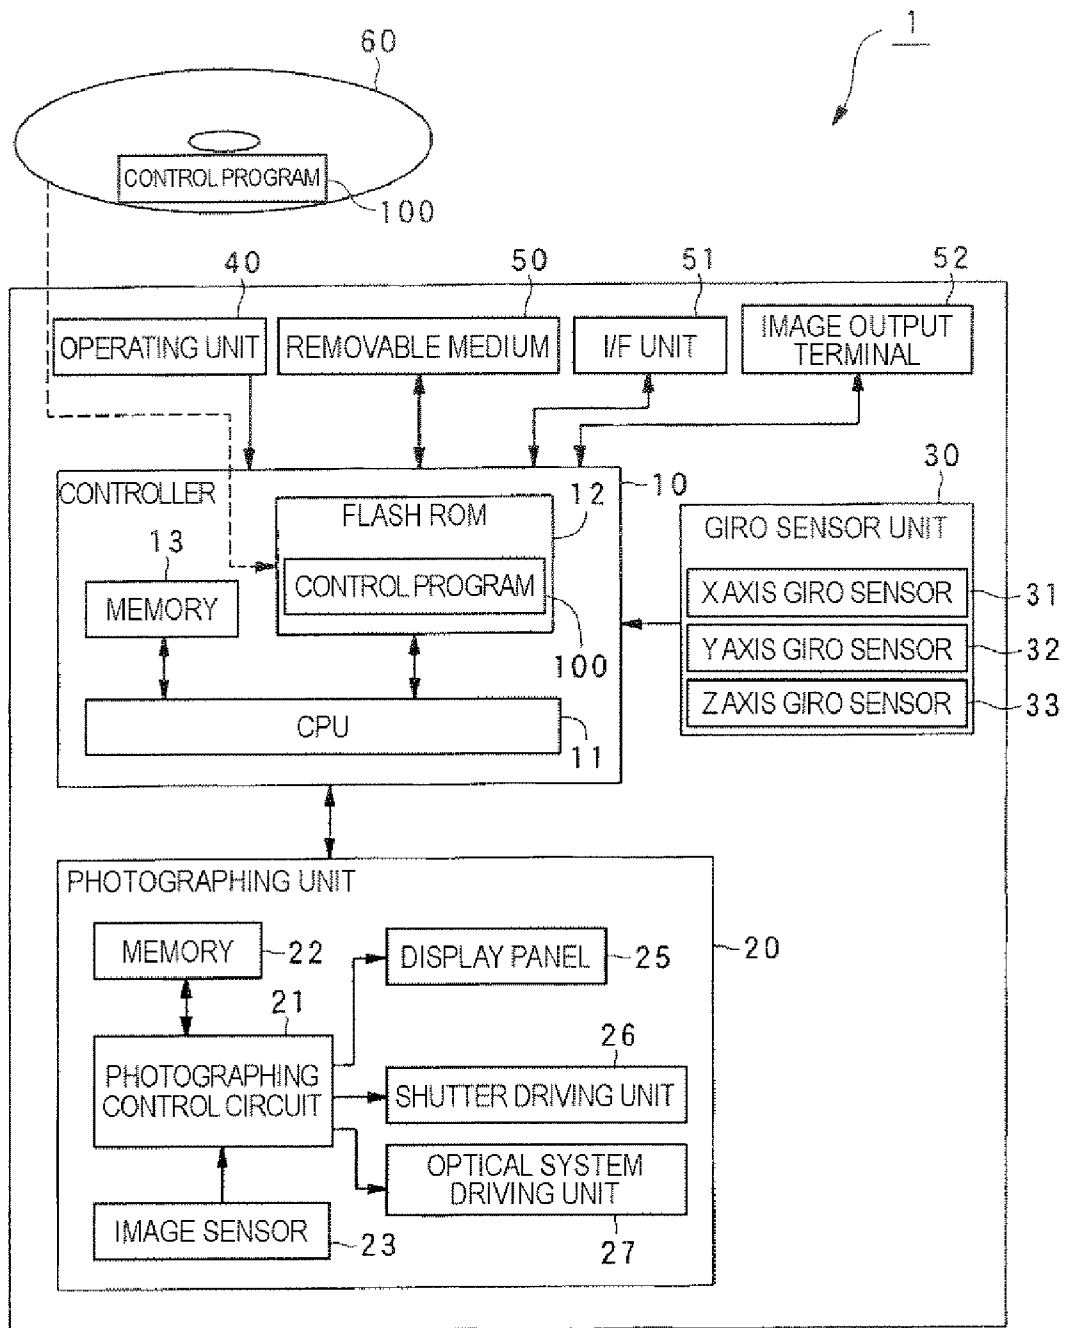 1
60
CONTROL PROGRAM
100
40
50
51
52
OPERATING UNIT
REMOVABLE MEDIUM
I/F UNIT
IMAGE OUTPUT
TERMINAL
CONTROLLER
10
12
FLASH ROM
CONTROL PROGRAM
100
13
MEMORY
CPU
11
30
GIRO SENSOR UNIT
X AXIS GIRO SENSOR
31
Y AXIS GIRO SENSOR
32
Z AXIS GIRO SENSOR
33
PHOTOGRAPHING UNIT
20
MEMORY
22
DISPLAY PANEL
25
21
PHOTOGRAPHING
CONTROL CIRCUIT
26
SHUTTER DRIVING UNIT
OPTICAL SYSTEM
DRIVING UNIT
27
IMAGE SENSOR
23